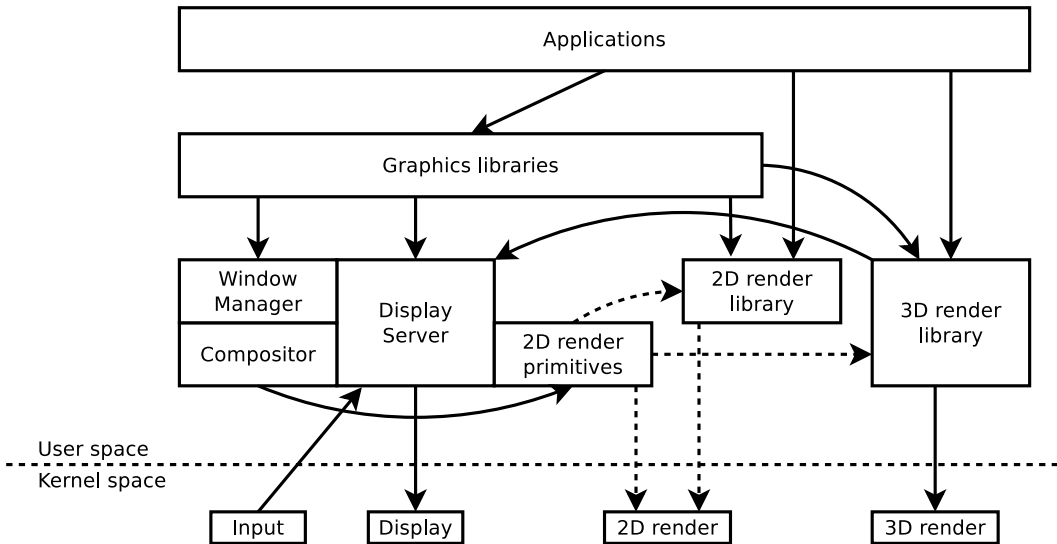 Applications
Graphics libraries
Window
Manager
Display
Server
2D render
library
3D render
library
Compositor
2D render
primitives
User space
Kernel space
Input
Display
2D render
3D render